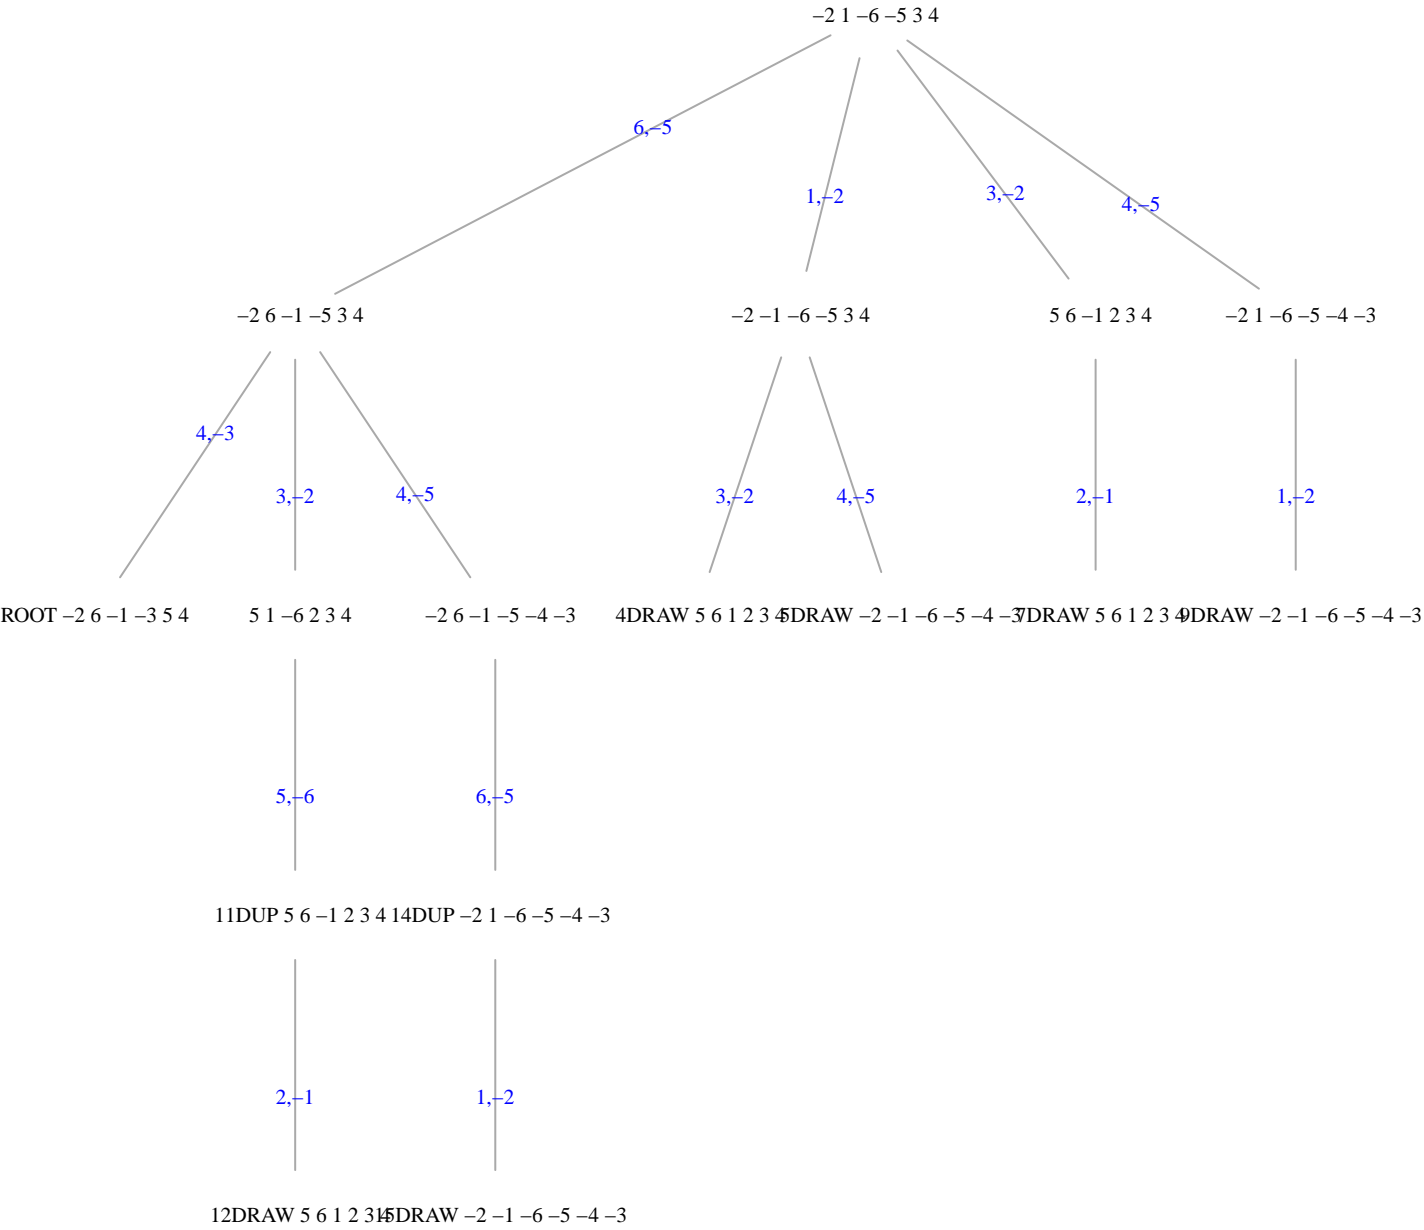 –2 1 –6 –5 3 4
6,–5
1,–2
3,–2
4,–5
–2 6 –1 –5 3 4
–2 –1 –6 –5 3 4
5 6 –1 2 3 4
–2 1 –6 –5 –4 –3
4,–3
3,–2
4,–5
3,–2
4,–5
2,–1
1,–2
ROOT –2 6 –1 –3 5 4
5 1 –6 2 3 4
–2 6 –1 –5 –4 –3
4DRAW 5 6 1 2 3 4
5DRAW –2 –1 –6 –5 –4 –3
7DRAW 5 6 1 2 3 4
9DRAW –2 –1 –6 –5 –4 –3
5,–6
6,–5
11DUP 5 6 –1 2 3 4
14DUP –2 1 –6 –5 –4 –3
2,–1
1,–2
12DRAW 5 6 1 2 3 4
15DRAW –2 –1 –6 –5 –4 –3